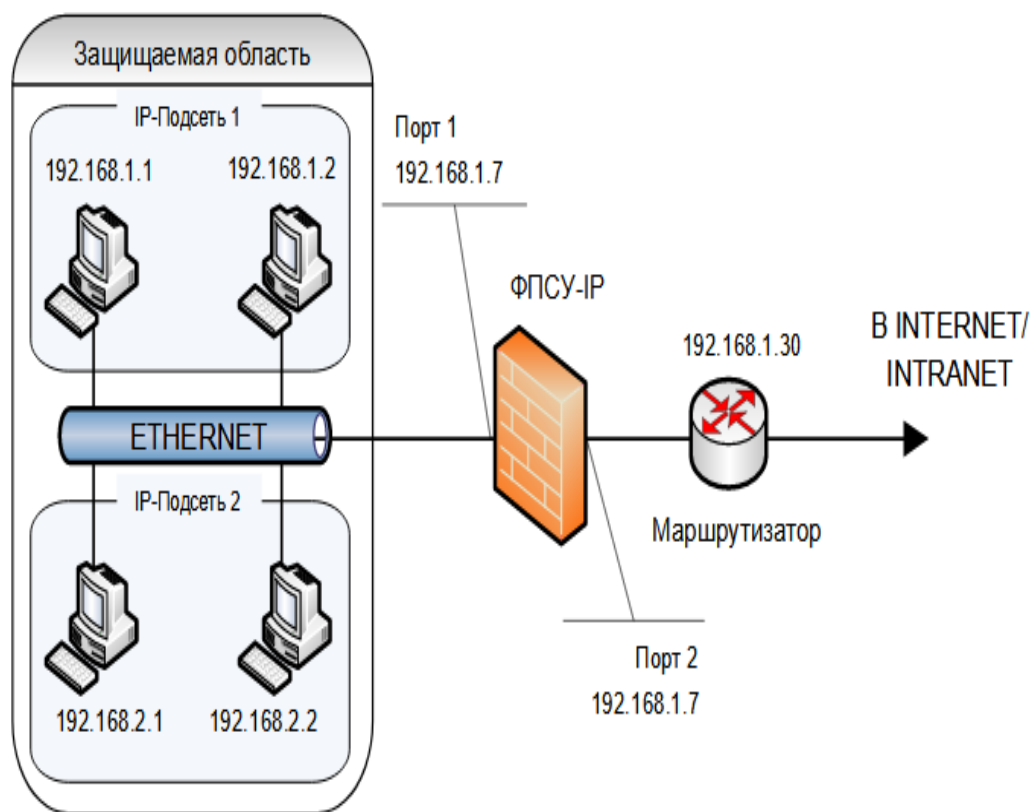 Защищаемая область
IP-Подсеть 1
192.168.1.1
192.168.1.2
Порт 1
192.168.1.7
ФПСУ-IP
192.168.1.30
В INTERNET/
INTRANET
ETHERNET
Маршрутизатор
IP-Подсеть 2
192.168.2.1
192.168.2.2
Порт 2
192.168.1.7